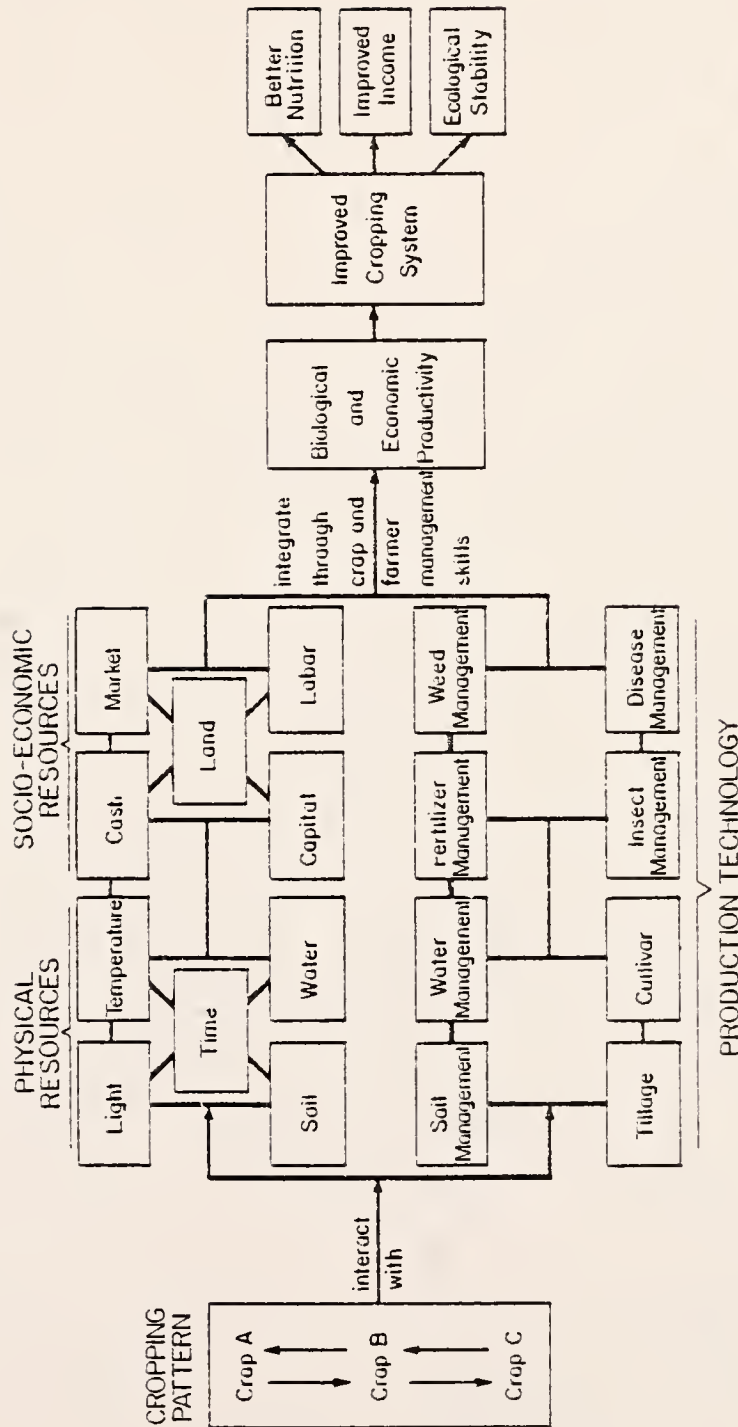 CROPPING
PATTERN
Crop A
Crop B
Crop C
interact
with
PHYSICAL
RESOURCES
Light
Temperature
Time
Soil
Water
SOCIO-ECONOMIC
RESOURCES
Cash
Market
Land
Capital
Labor
Soil
Management
Water
Management
Fertilizer
Management
Weed
Management
Tillage
Cultivar
Insect
Management
Disease
Management
PRODUCTION TECHNOLOGY
integrate
through
crop and
farmer
management
skills
Biological
and
Economic
Productivity
Improved
Cropping
System
Better
Nutrition
Improved
Income
Ecological
Stability